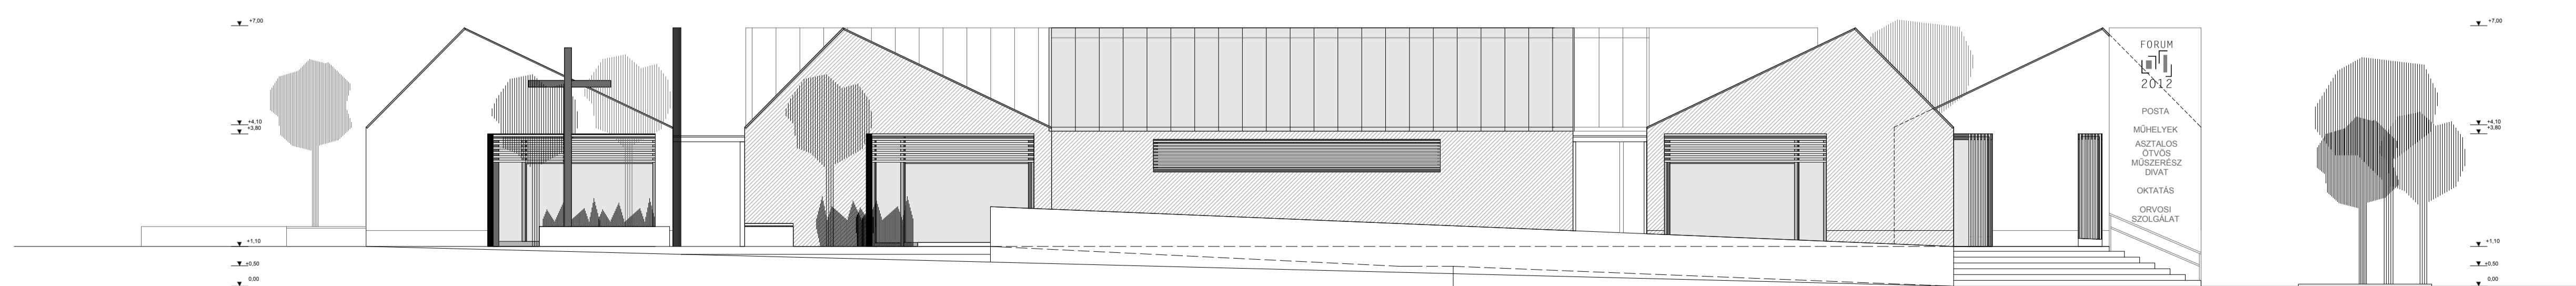 +7,00
+4,10
+3,80
+1,10
+0,50
0,00
FORUM
2012
POSTA
MŰHELYEK
ASZTALOS
ÖTVÖS
MŰSZERÉSZ
DIVAT
OKTATÁS
ORVOSI
SZOLGÁLAT
+7,00
+4,10
+3,80
+1,10
+0,50
0,00